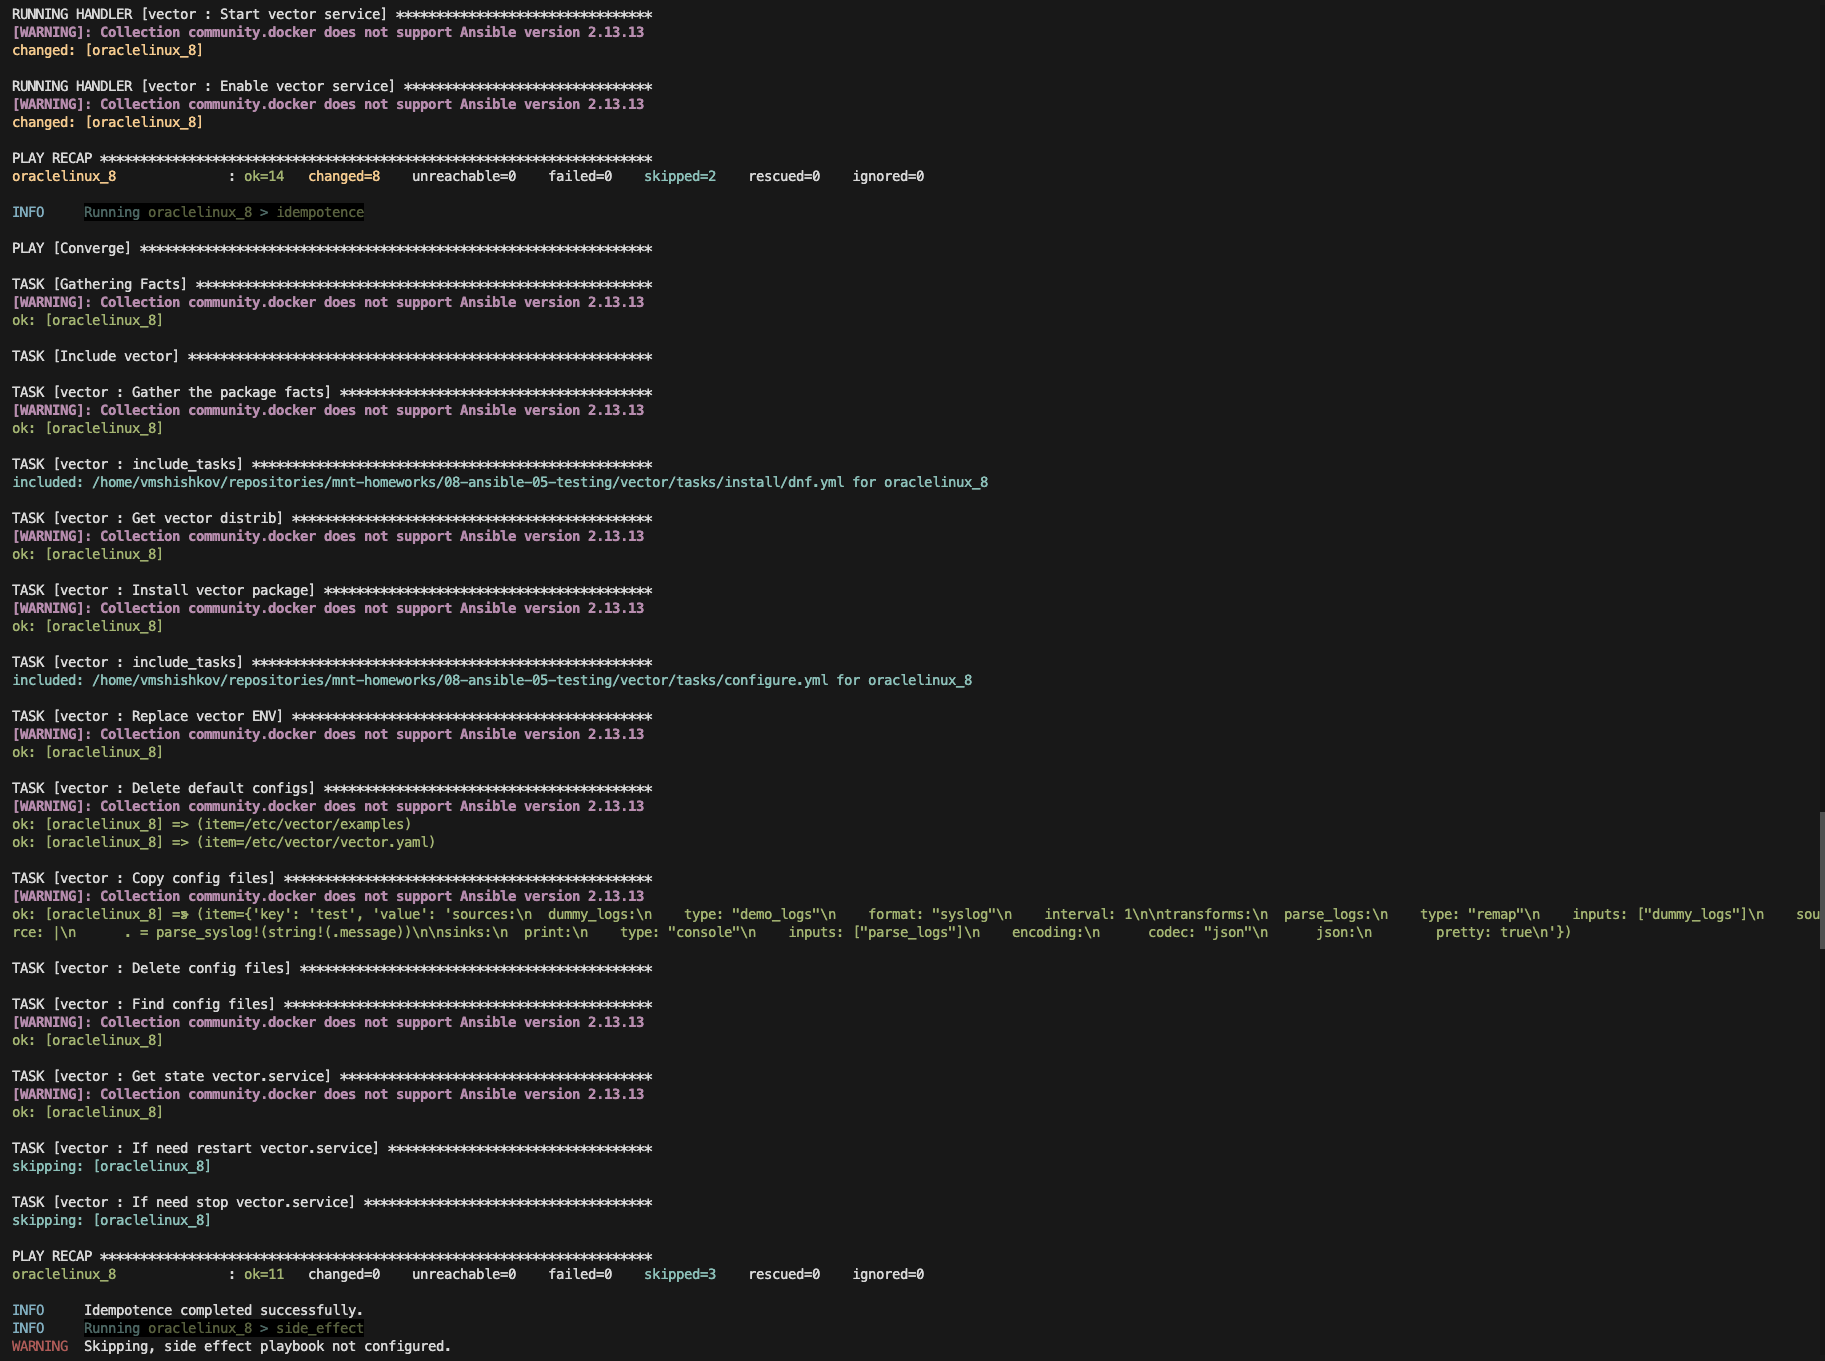 RUNNING HANDLER [vector : Start vector service] ********************************
[WARNING]: Collection community.docker does not support Ansible version 2.13.13
changed: [oraclelinux_8]
RUNNING HANDLER [vector : Enable vector service] *******************************
[WARNING]: Collection community.docker does not support Ansible version 2.13.13
changed: [oraclelinux_8]
PLAY RECAP *********************************************************************
oraclelinux_8              : ok=14   changed=8    unreachable=0    failed=0    skipped=2    rescued=0    ignored=0
INFO     Running oraclelinux_8 > idempotence
PLAY [Converge] ****************************************************************
TASK [Gathering Facts] *********************************************************
[WARNING]: Collection community.docker does not support Ansible version 2.13.13
ok: [oraclelinux_8]
TASK [Include vector] **********************************************************
TASK [vector : Gather the package facts] ***************************************
[WARNING]: Collection community.docker does not support Ansible version 2.13.13
ok: [oraclelinux_8]
TASK [vector : include_tasks] **************************************************
included: /home/vmshishkov/repositories/mnt-homeworks/08-ansible-05-testing/vector/tasks/install/dnf.yml for oraclelinux_8
TASK [vector : Get vector distrib] *********************************************
[WARNING]: Collection community.docker does not support Ansible version 2.13.13
ok: [oraclelinux_8]
TASK [vector : Install vector package] *****************************************
[WARNING]: Collection community.docker does not support Ansible version 2.13.13
ok: [oraclelinux_8]
TASK [vector : include_tasks] **************************************************
included: /home/vmshishkov/repositories/mnt-homeworks/08-ansible-05-testing/vector/tasks/configure.yml for oraclelinux_8
TASK [vector : Replace vector ENV] *********************************************
[WARNING]: Collection community.docker does not support Ansible version 2.13.13
ok: [oraclelinux_8]
TASK [vector : Delete default configs] *****************************************
[WARNING]: Collection community.docker does not support Ansible version 2.13.13
ok: [oraclelinux_8] => (item=/etc/vector/examples)
ok: [oraclelinux_8] => (item=/etc/vector/vector.yaml)
TASK [vector : Copy config files] **********************************************
[WARNING]: Collection community.docker does not support Ansible version 2.13.13
ok: [oraclelinux_8] => (item={'key': 'test', 'value': 'sources:\n  dummy_logs:\n    type: "demo_logs"\n    format: "syslog"\n    interval: 1\n\ntransforms:\n  parse_logs:\n    type: "remap"\n    inputs: ["dummy_logs"]\n    sou
rce: |\n      . = parse_syslog!(string!(.message))\n\nsinks:\n  print:\n    type: "console"\n    inputs: ["parse_logs"]\n    encoding:\n      codec: "json"\n      json:\n        pretty: true\n'})
TASK [vector : Delete config files] ********************************************
TASK [vector : Find config files] **********************************************
[WARNING]: Collection community.docker does not support Ansible version 2.13.13
ok: [oraclelinux_8]
TASK [vector : Get state vector.service] ***************************************
[WARNING]: Collection community.docker does not support Ansible version 2.13.13
ok: [oraclelinux_8]
TASK [vector : If need restart vector.service] *********************************
skipping: [oraclelinux_8]
TASK [vector : If need stop vector.service] ************************************
skipping: [oraclelinux_8]
PLAY RECAP *********************************************************************
oraclelinux_8              : ok=11   changed=0    unreachable=0    failed=0    skipped=3    rescued=0    ignored=0
INFO     Idempotence completed successfully.
INFO     Running oraclelinux_8 > side_effect
WARNING  Skipping, side effect playbook not configured.